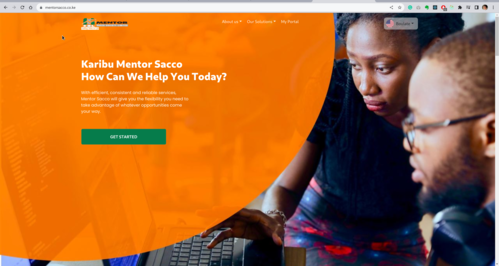 mentorsacco.co.ke
MENTOR
About us
Our Solutions
My Portal
Karibu Mentor Sacco
How Can We Help You Today?
With efficient, consistent and reliable services,
Mentor Sacco will give you the flexibility you need to
take advantage of whatever opportunities come
your way.
GET STARTED